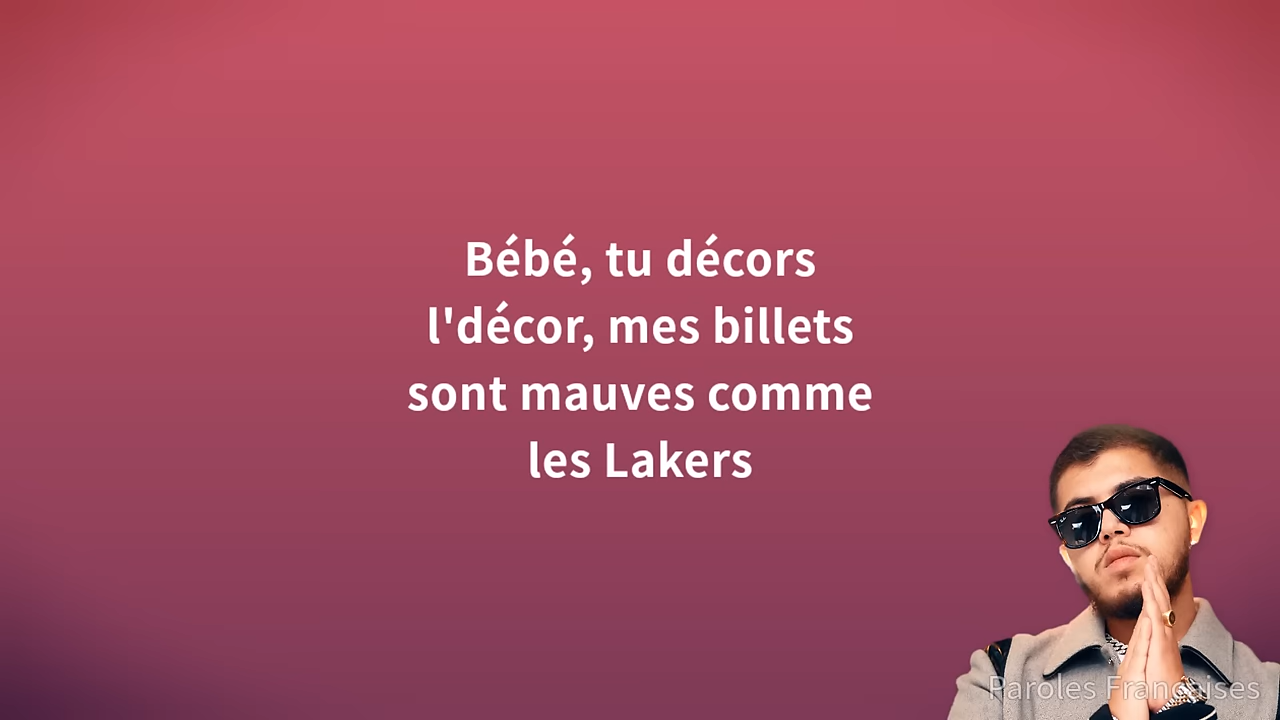 Bébé, tu décors
l'décor, mes billets
sont mauves comme
les Lakers
Paroles Françaises